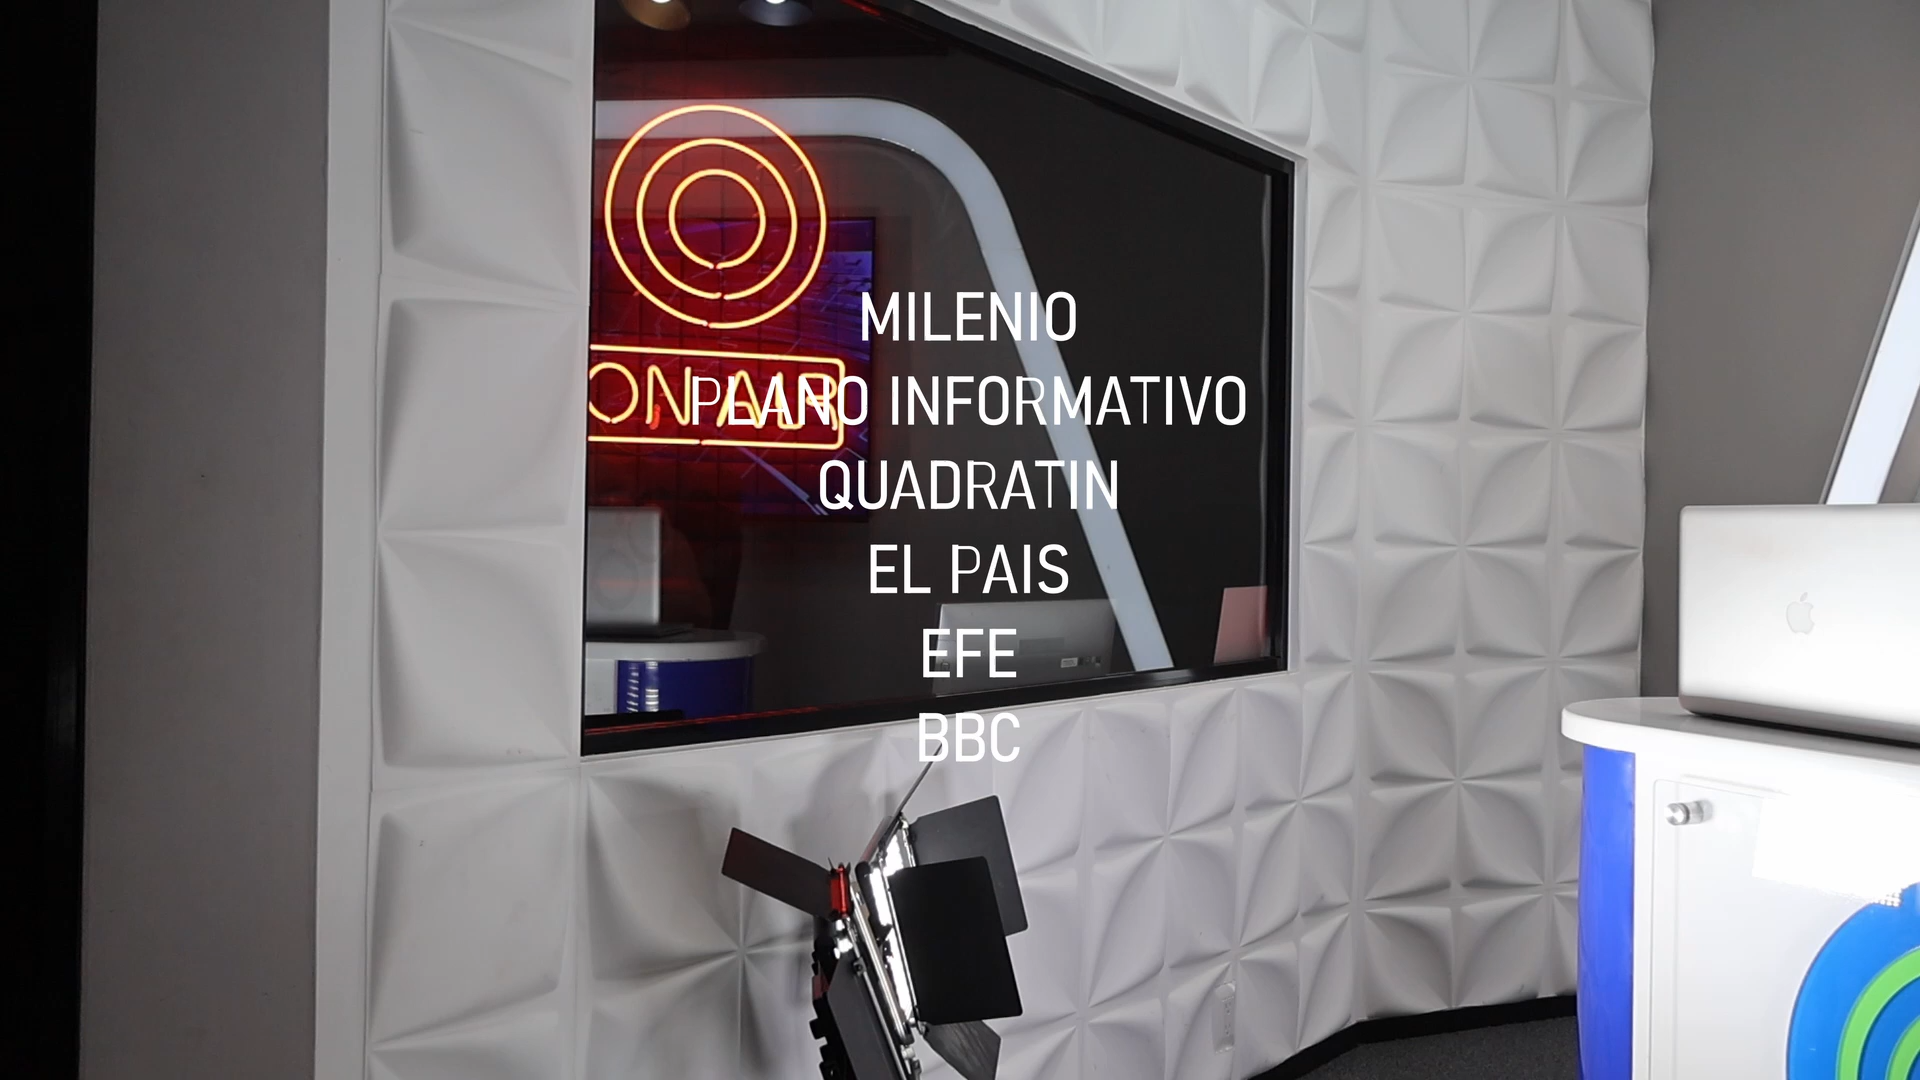 ON AIR
MILENIO
PLANO INFORMATIVO
QUADRATIN
EL PAIS
EFE
BBC